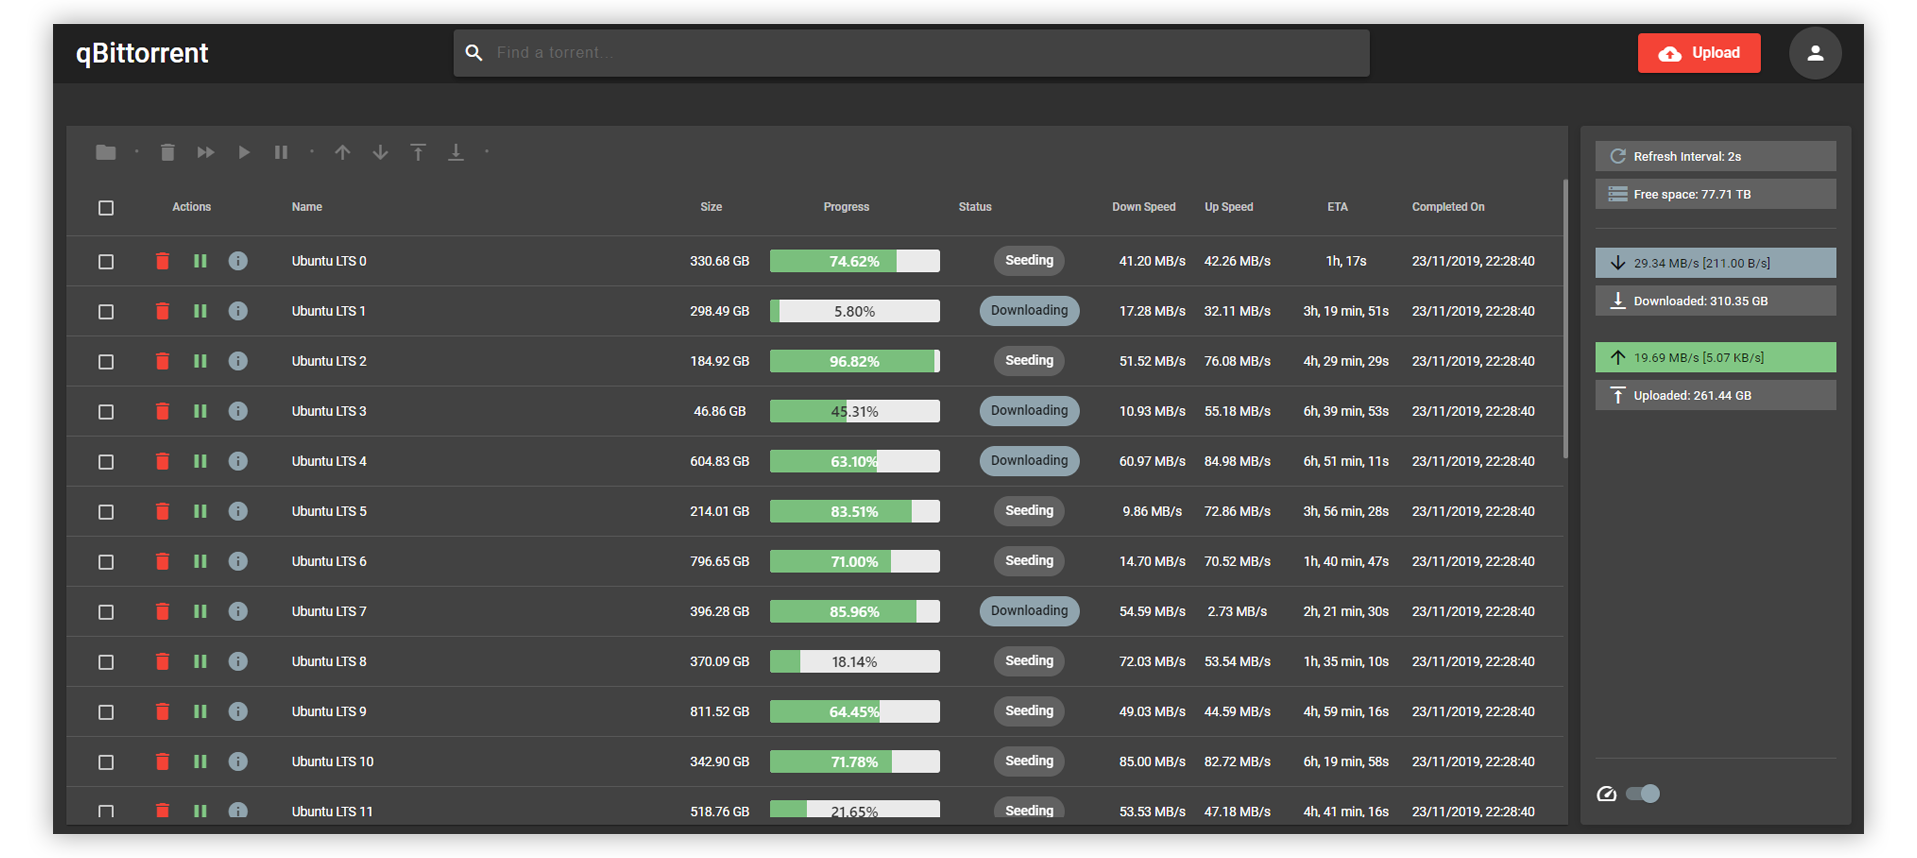 qBittorrent
Find a torrent...
Upload
Refresh Interval: 2s
Free space: 77.71 TB
29.34 MB/s [211.00 B/s]
Downloaded: 310.35 GB
19.69 MB/s [5.07 KB/s]
Uploaded: 261.44 GB
Actions Name Size Progress Status Down Speed Up Speed ETA Completed On
Ubuntu LTS 0 330.68 GB 74.62% Seeding 41.20 MB/s 42.26 MB/s 1h, 17s 23/11/2019, 22:28:40
Ubuntu LTS 1 298.49 GB 5.80% Downloading 17.28 MB/s 32.11 MB/s 3h, 19 min, 51s 23/11/2019, 22:28:40
Ubuntu LTS 2 184.92 GB 96.82% Seeding 51.52 MB/s 76.08 MB/s 4h, 29 min, 29s 23/11/2019, 22:28:40
Ubuntu LTS 3 46.86 GB 45.31% Downloading 10.93 MB/s 55.18 MB/s 6h, 39 min, 53s 23/11/2019, 22:28:40
Ubuntu LTS 4 604.83 GB 63.10% Downloading 60.97 MB/s 84.98 MB/s 6h, 51 min, 11s 23/11/2019, 22:28:40
Ubuntu LTS 5 214.01 GB 83.51% Seeding 9.86 MB/s 72.86 MB/s 3h, 56 min, 28s 23/11/2019, 22:28:40
Ubuntu LTS 6 796.65 GB 71.00% Seeding 14.70 MB/s 70.52 MB/s 1h, 40 min, 47s 23/11/2019, 22:28:40
Ubuntu LTS 7 396.28 GB 85.96% Downloading 54.59 MB/s 2.73 MB/s 2h, 21 min, 30s 23/11/2019, 22:28:40
Ubuntu LTS 8 370.09 GB 18.14% Seeding 72.03 MB/s 53.54 MB/s 1h, 35 min, 10s 23/11/2019, 22:28:40
Ubuntu LTS 9 811.52 GB 64.45% Seeding 49.03 MB/s 44.59 MB/s 4h, 59 min, 16s 23/11/2019, 22:28:40
Ubuntu LTS 10 342.90 GB 71.78% Seeding 85.00 MB/s 82.72 MB/s 6h, 19 min, 58s 23/11/2019, 22:28:40
Ubuntu LTS 11 518.76 GB 21.65% Seeding 53.53 MB/s 47.18 MB/s 4h, 41 min, 16s 23/11/2019, 22:28:40